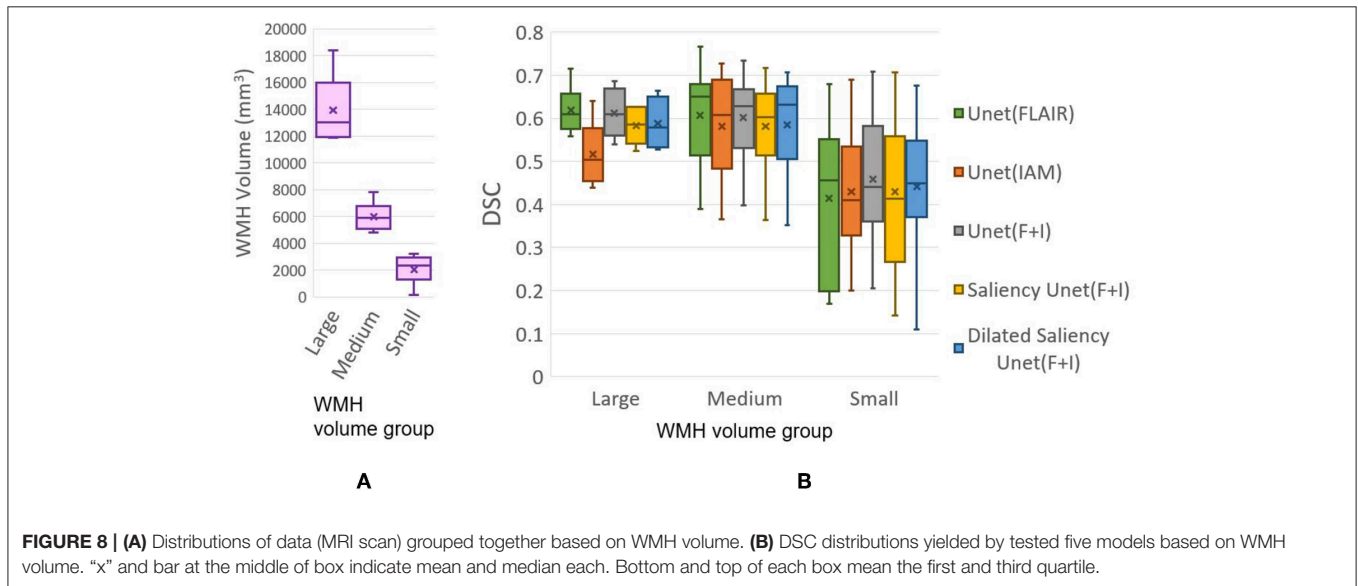 20000
18000
16000
14000
12000
10000
8000
6000
4000
2000
0
WMH Volume (mm³)
Large
Medium
Small
WMH
volume group
A
0.8
0.7
0.6
0.5
0.4
0.3
0.2
0.1
0
DSC
Large Medium Small
WMH volume group
B
Unet(FLAIR)
Unet(IAM)
Unet(F+I)
Saliency Unet(F+I)
Dilated Saliency
Unet(F+I)
FIGURE 8 | (A) Distributions of data (MRI scan) grouped together based on WMH volume. (B) DSC distributions yielded by tested five models based on WMH
volume. “x” and bar at the middle of box indicate mean and median each. Bottom and top of each box mean the first and third quartile.